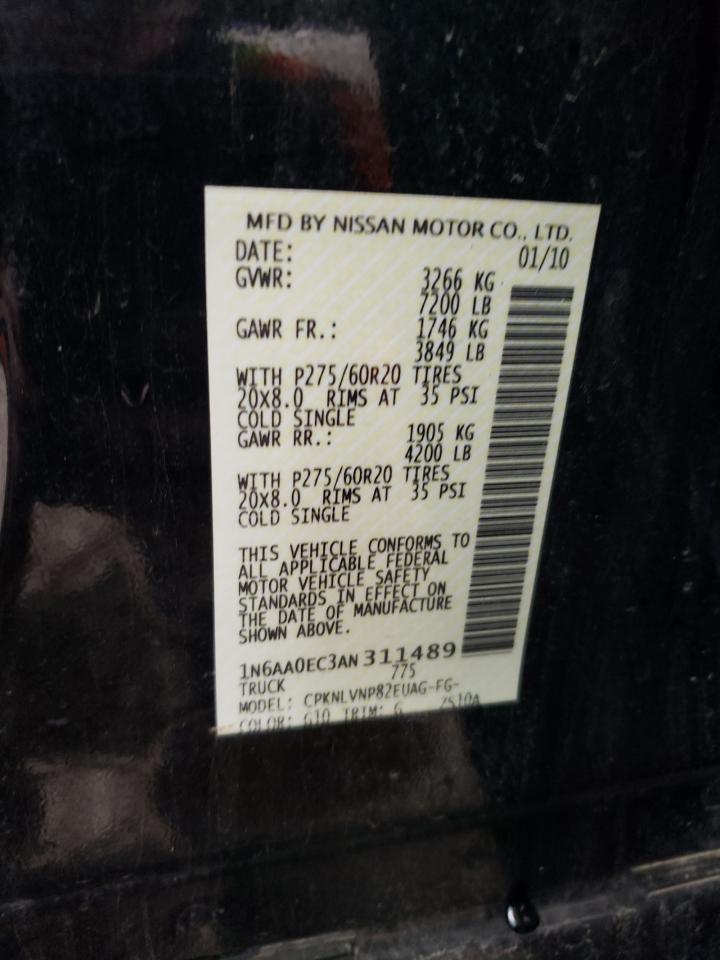 MFD BY NISSAN MOTOR CO., LTD.
DATE: 01/10
GVWR: 3266 KG
7200 LB
GAWR FR.: 1746 KG
3849 LB
WITH P275/60R20 TIRES
20X8.0 RIMS AT 35 PSI
COLD SINGLE
GAWR RR.: 1905 KG
4200 LB
WITH P275/60R20 TIRES
20X8.0 RIMS AT 35 PSI
COLD SINGLE
THIS VEHICLE CONFORMS TO
ALL APPLICABLE FEDERAL
MOTOR VEHICLE SAFETY
STANDARDS IN EFFECT ON
THE DATE OF MANUFACTURE
SHOWN ABOVE.
1N6AA0EC3AN311489
TRUCK 775
MODEL: CPKNLVNP82EUAG-FG-
COLOR: G10 TRIM: G ZS10A